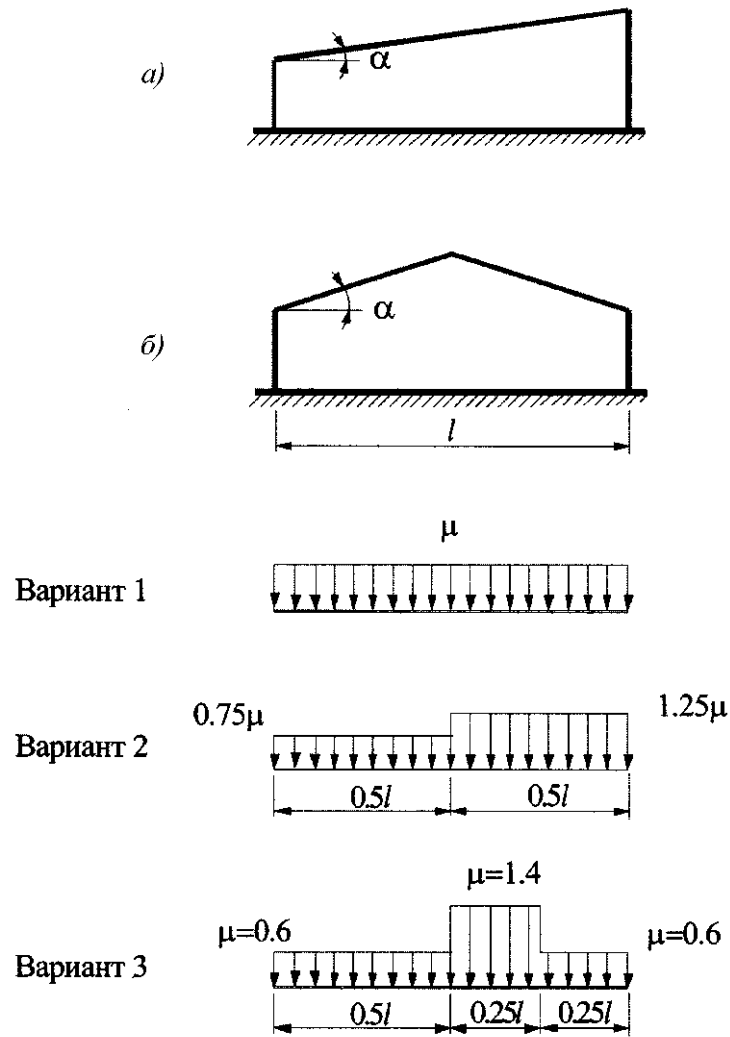 а)
α
б)
α
l
μ
Вариант 1
0.75μ
1.25μ
Вариант 2
0.5l 0.5l
μ=1.4
μ=0.6 μ=0.6
Вариант 3
0.5l 0.25l 0.25l